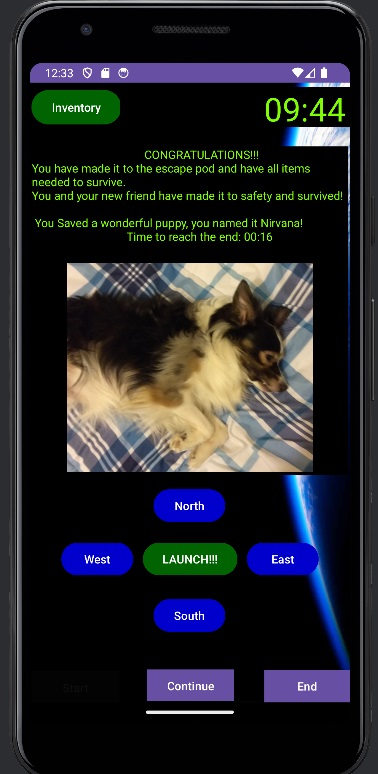 12:33
Inventory
09:44
CONGRATULATIONS!!!
You have made it to the escape pod and have all items
needed to survive.
You and your new friend have made it to safety and survived!
You Saved a wonderful puppy, you named it Nirvana!
Time to reach the end: 00:16
North
West
LAUNCH!!!
East
South
Start
Continue
End